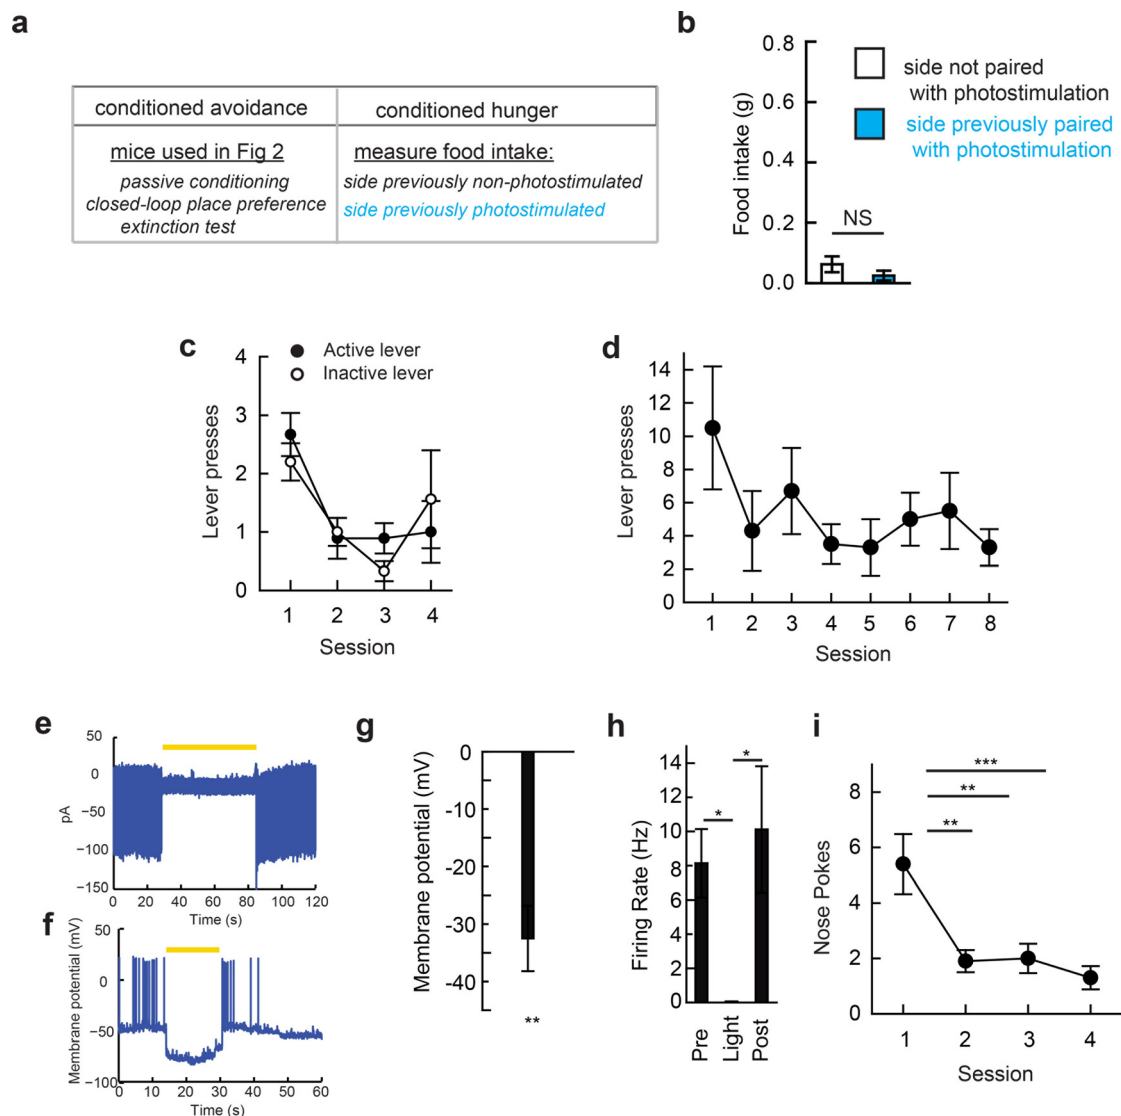 a
conditioned avoidance
conditioned hunger
mice used in Fig 2
passive conditioning
closed-loop place preference
extinction test
measure food intake:
side previously non-photostimulated
side previously photostimulated
b
Food intake (g)
0.8
0.6
0.4
0.2
0.0
NS
side not paired
with photostimulation
side previously paired
with photostimulation
c
Active lever
Inactive lever
Lever presses
4
3
2
1
0
1 2 3 4
Session
d
Lever presses
14
12
10
8
6
4
2
0
1 2 3 4 5 6 7 8
Session
e
pA
50
0
−50
−100
−150
0 20 40 60 80 100 120
Time (s)
f
Membrane potential (mV)
50
0
−50
−100
0 10 20 30 40 50 60
Time (s)
g
Membrane potential (mV)
0
-10
-20
-30
-40
**
h
Firing Rate (Hz)
14
12
10
8
6
4
2
0
*
*
Pre
Light
Post
i
Nose Pokes
8
6
4
2
0
***
**
**
1 2 3 4
Session